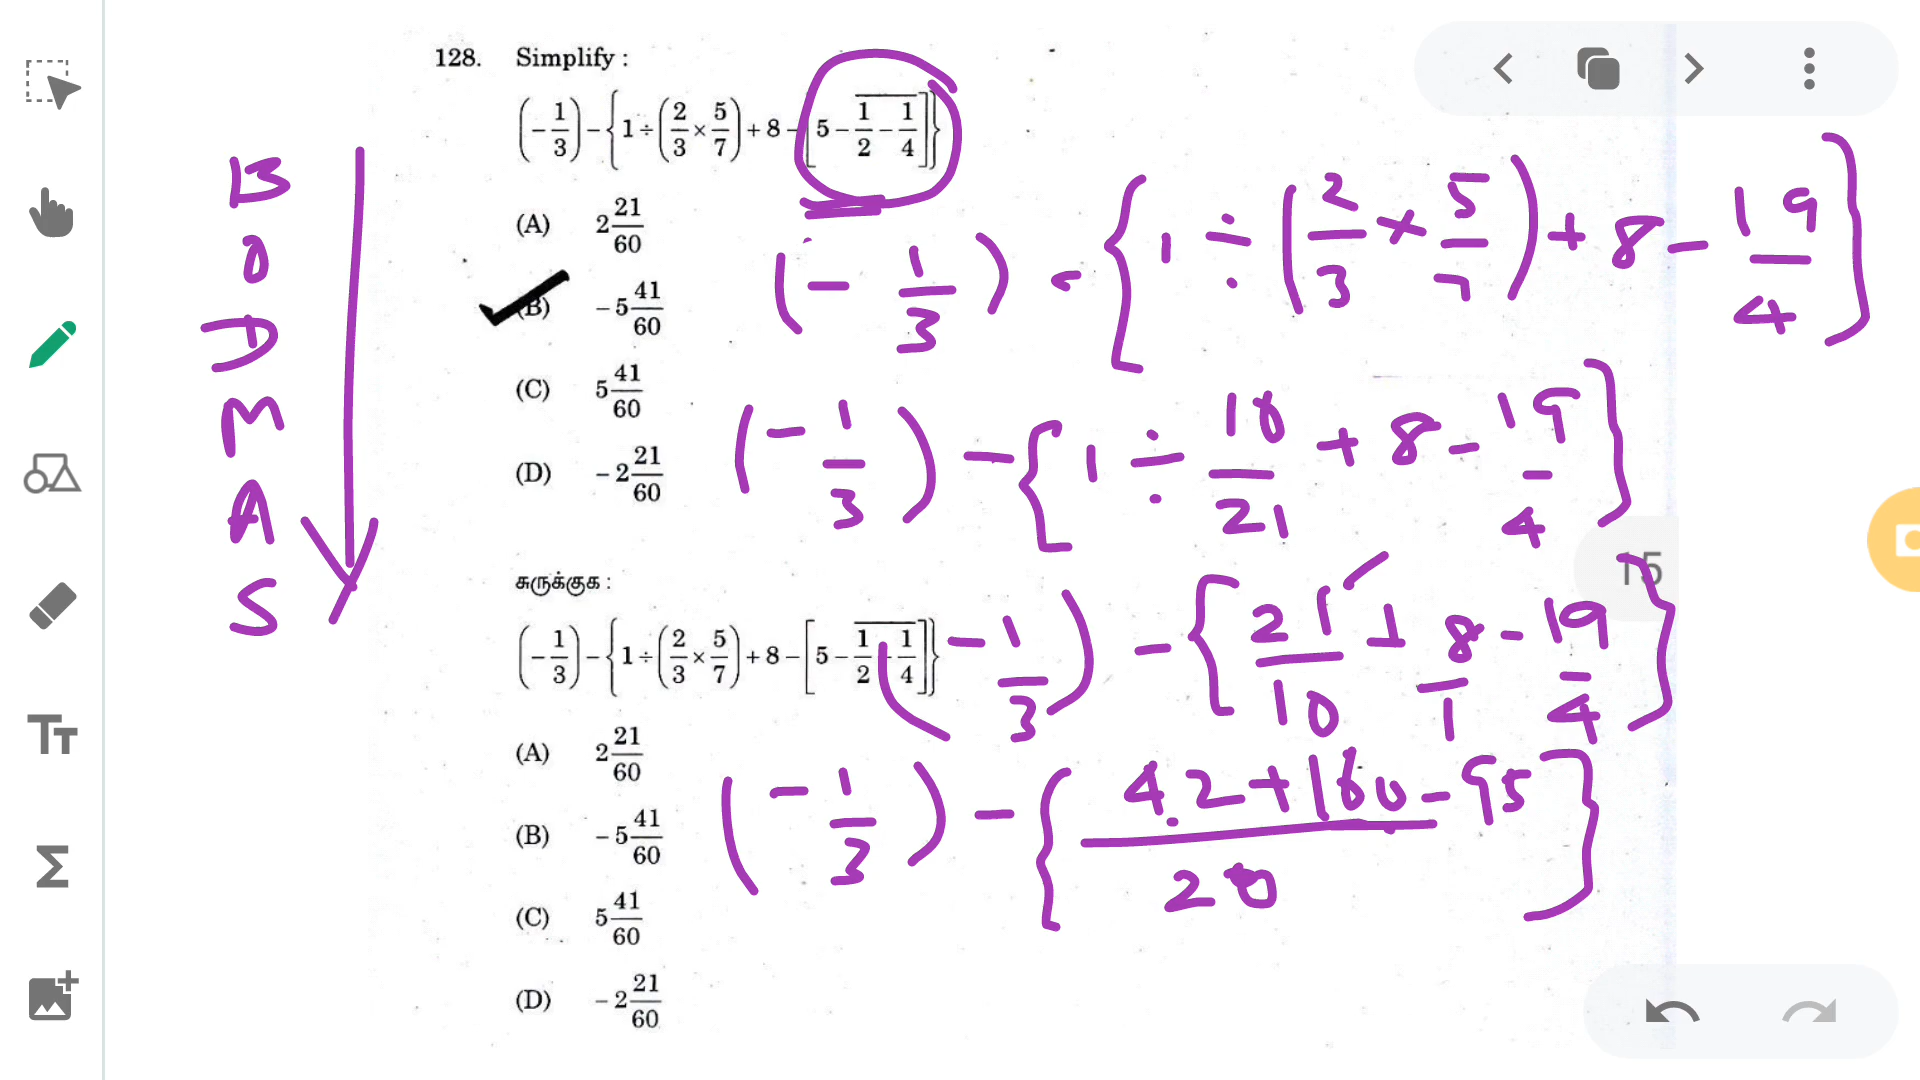 128. Simplify :
(-1/3) - {1 ÷ (2/3 × 5/7) + 8 - [5 - 1/2 - 1/4]}
(A) 2 21/60
(B) -5 41/60
(C) 5 41/60
(D) -2 21/60
சுருக்குக :
(-1/3) - {1 ÷ (2/3 × 5/7) + 8 - [5 - 1/2 - 1/4]}
(A) 2 21/60
(B) -5 41/60
(C) 5 41/60
(D) -2 21/60
B
O
D
M
A
S
(-1/3) - {1 ÷ (2/3 × 5/7) + 8 - 19/4}
(-1/3) - {1 ÷ 10/21 + 8 - 19/4}
(-1/3) - {21/10 + 8/1 - 19/4}
(-1/3) - {42 + 160 - 95/20}
15
TT
Σ